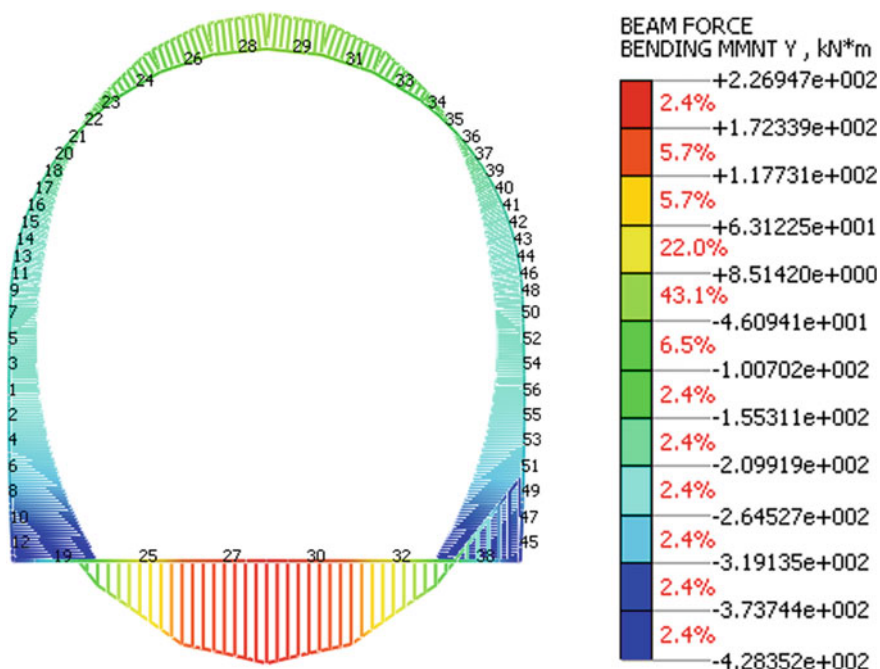 BEAM FORCE
BENDING MMNT Y , kN*m
+2.26947e+002
2.4%
+1.72339e+002
5.7%
+1.17731e+002
5.7%
+6.31225e+001
22.0%
+8.51420e+000
43.1%
-4.60941e+001
6.5%
-1.00702e+002
2.4%
-1.55311e+002
2.4%
-2.09919e+002
2.4%
-2.64527e+002
2.4%
-3.19135e+002
2.4%
-3.73744e+002
2.4%
-4.28352e+002
28 29
26 31
24 33
23 34
22 35
21 36
20 37
18 39
17 40
16 41
15 42
14 43
13 44
11 46
9 48
7 50
5 52
3 54
1 56
2 55
4 53
6 51
8 49
10 47
12 45
19 25 27 30 32 38